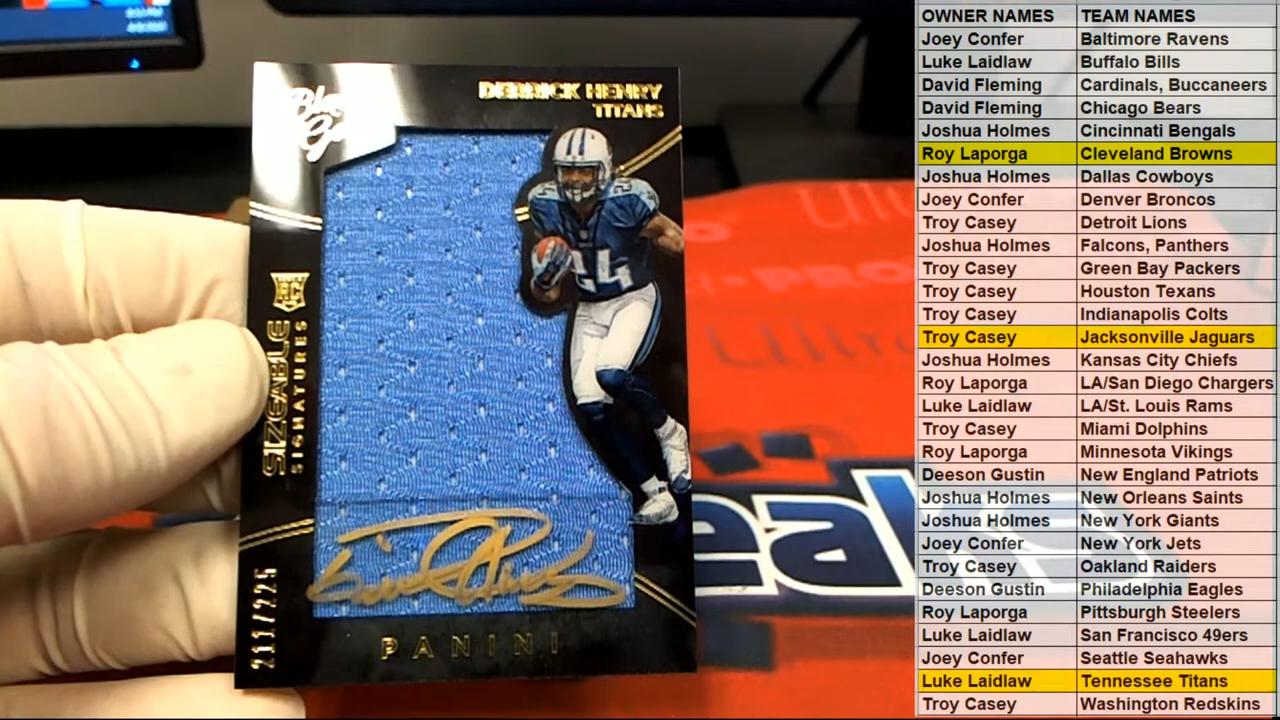 DERRICK HENRY
TITANS
RC
SIZEABLE
SIGNATURES
24
211/225
PANINI
OWNER NAMES TEAM NAMES
Joey Confer Baltimore Ravens
Luke Laidlaw Buffalo Bills
David Fleming Cardinals, Buccaneers
David Fleming Chicago Bears
Joshua Holmes Cincinnati Bengals
Roy Laporga Cleveland Browns
Joshua Holmes Dallas Cowboys
Joey Confer Denver Broncos
Troy Casey Detroit Lions
Joshua Holmes Falcons, Panthers
Troy Casey Green Bay Packers
Troy Casey Houston Texans
Troy Casey Indianapolis Colts
Troy Casey Jacksonville Jaguars
Joshua Holmes Kansas City Chiefs
Roy Laporga LA/San Diego Chargers
Luke Laidlaw LA/St. Louis Rams
Troy Casey Miami Dolphins
Roy Laporga Minnesota Vikings
Deeson Gustin New England Patriots
Joshua Holmes New Orleans Saints
Joshua Holmes New York Giants
Joey Confer New York Jets
Troy Casey Oakland Raiders
Deeson Gustin Philadelphia Eagles
Roy Laporga Pittsburgh Steelers
Luke Laidlaw San Francisco 49ers
Joey Confer Seattle Seahawks
Luke Laidlaw Tennessee Titans
Troy Casey Washington Redskins